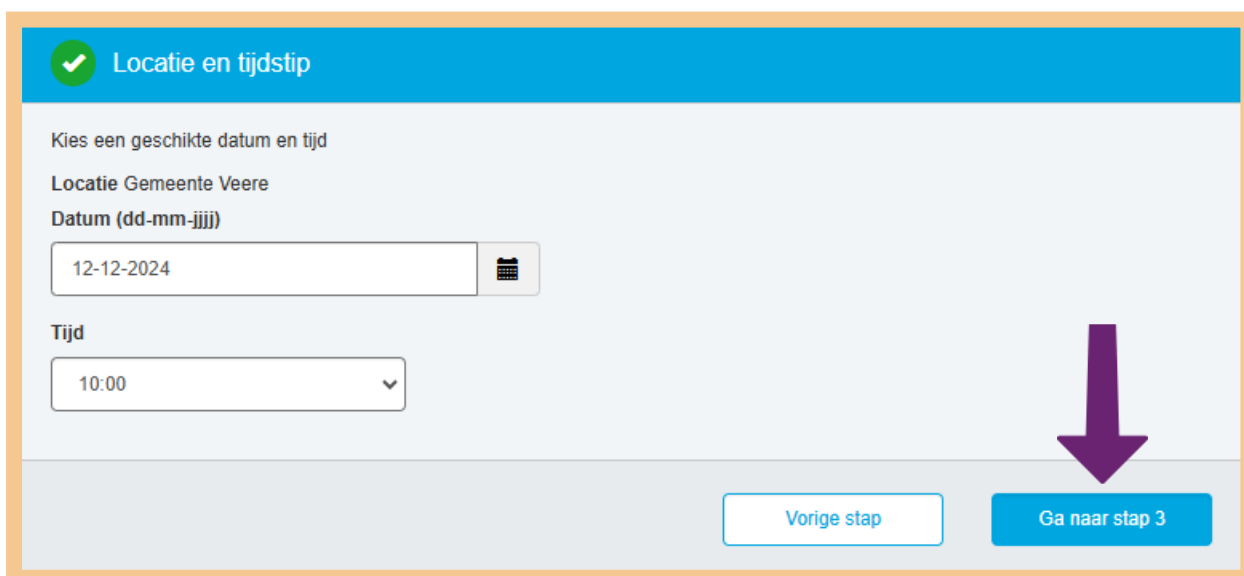 Locatie en tijdstip
Kies een geschikte datum en tijd
Locatie Gemeente Veere
Datum (dd-mm-jjjj)
12-12-2024
Tijd
10:00
Vorige stap
Ga naar stap 3